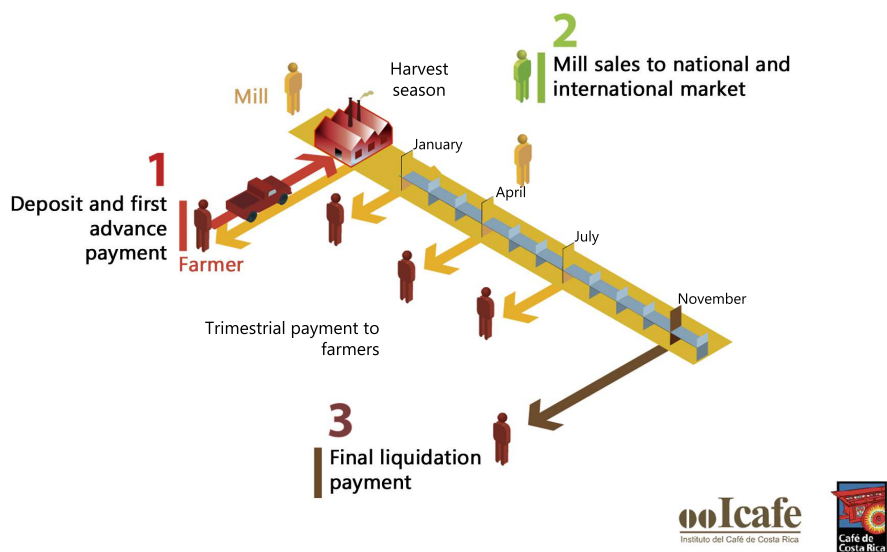 2
Mill sales to national and
international market
Harvest
season
Mill
January
1
Deposit and first
advance
payment
Farmer
April
July
November
Trimestrial payment to
farmers
3
Final liquidation
payment
Icafe
Instituto del Café de Costa Rica
Café de
Costa Rica